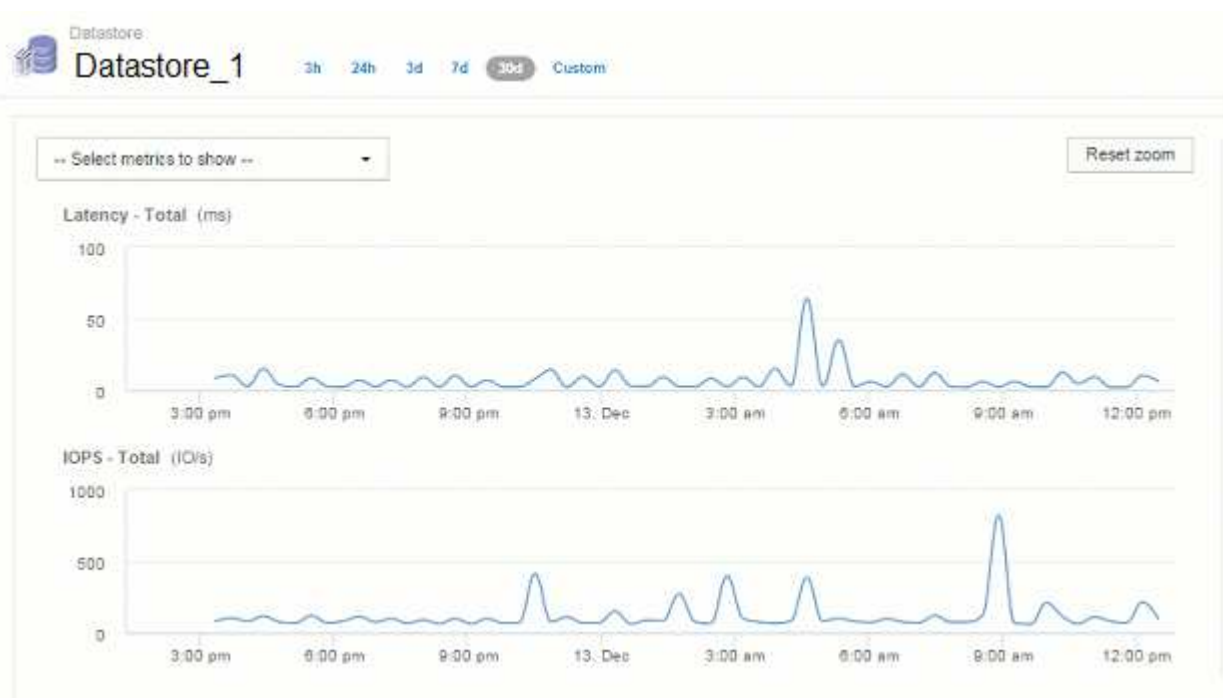 Datastore
Datastore_1 3h 24h 3d 7d 30d Custom
-- Select metrics to show -- Reset zoom
Latency - Total (ms)
100
50
0
3:00 pm 6:00 pm 9:00 pm 13. Dec 3:00 am 6:00 am 9:00 am 12:00 pm
IOPS - Total (IO/s)
1000
500
0
3:00 pm 6:00 pm 9:00 pm 13. Dec 3:00 am 6:00 am 9:00 am 12:00 pm